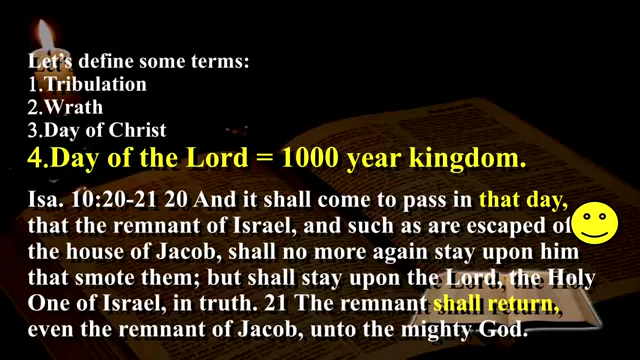 Let's define some terms:
1.Tribulation
2.Wrath
3.Day of Christ
4.Day of the Lord = 1000 year kingdom.
Isa. 10:20-21 20 And it shall come to pass in that day,
that the remnant of Israel, and such as are escaped of
the house of Jacob, shall no more again stay upon him
that smote them; but shall stay upon the Lord, the Holy
One of Israel, in truth. 21 The remnant shall return,
even the remnant of Jacob, unto the mighty God.